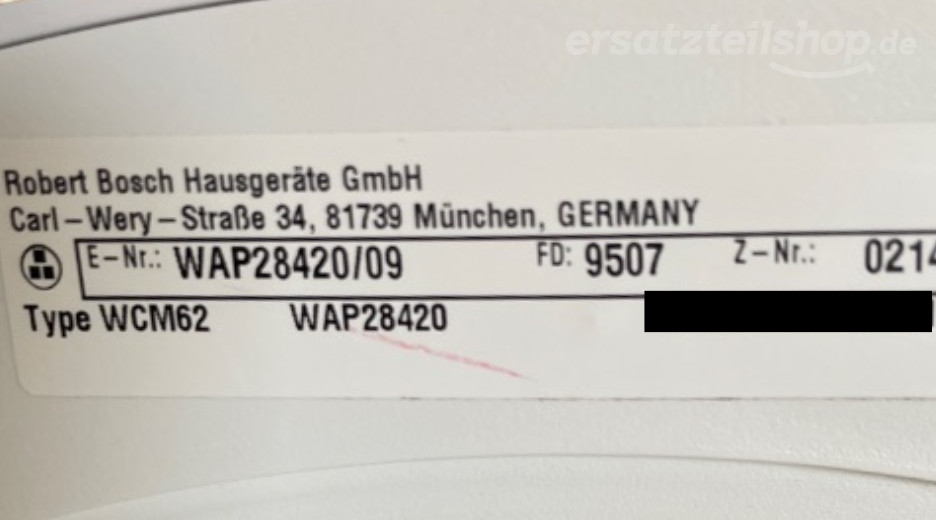 ersatzteilshop.de
Robert Bosch Hausgeräte GmbH
Carl–Wery–Straße 34, 81739 München, GERMANY
E–Nr.: WAP28420/09 FD: 9507 Z–Nr.: 0214
Type WCM62 WAP28420